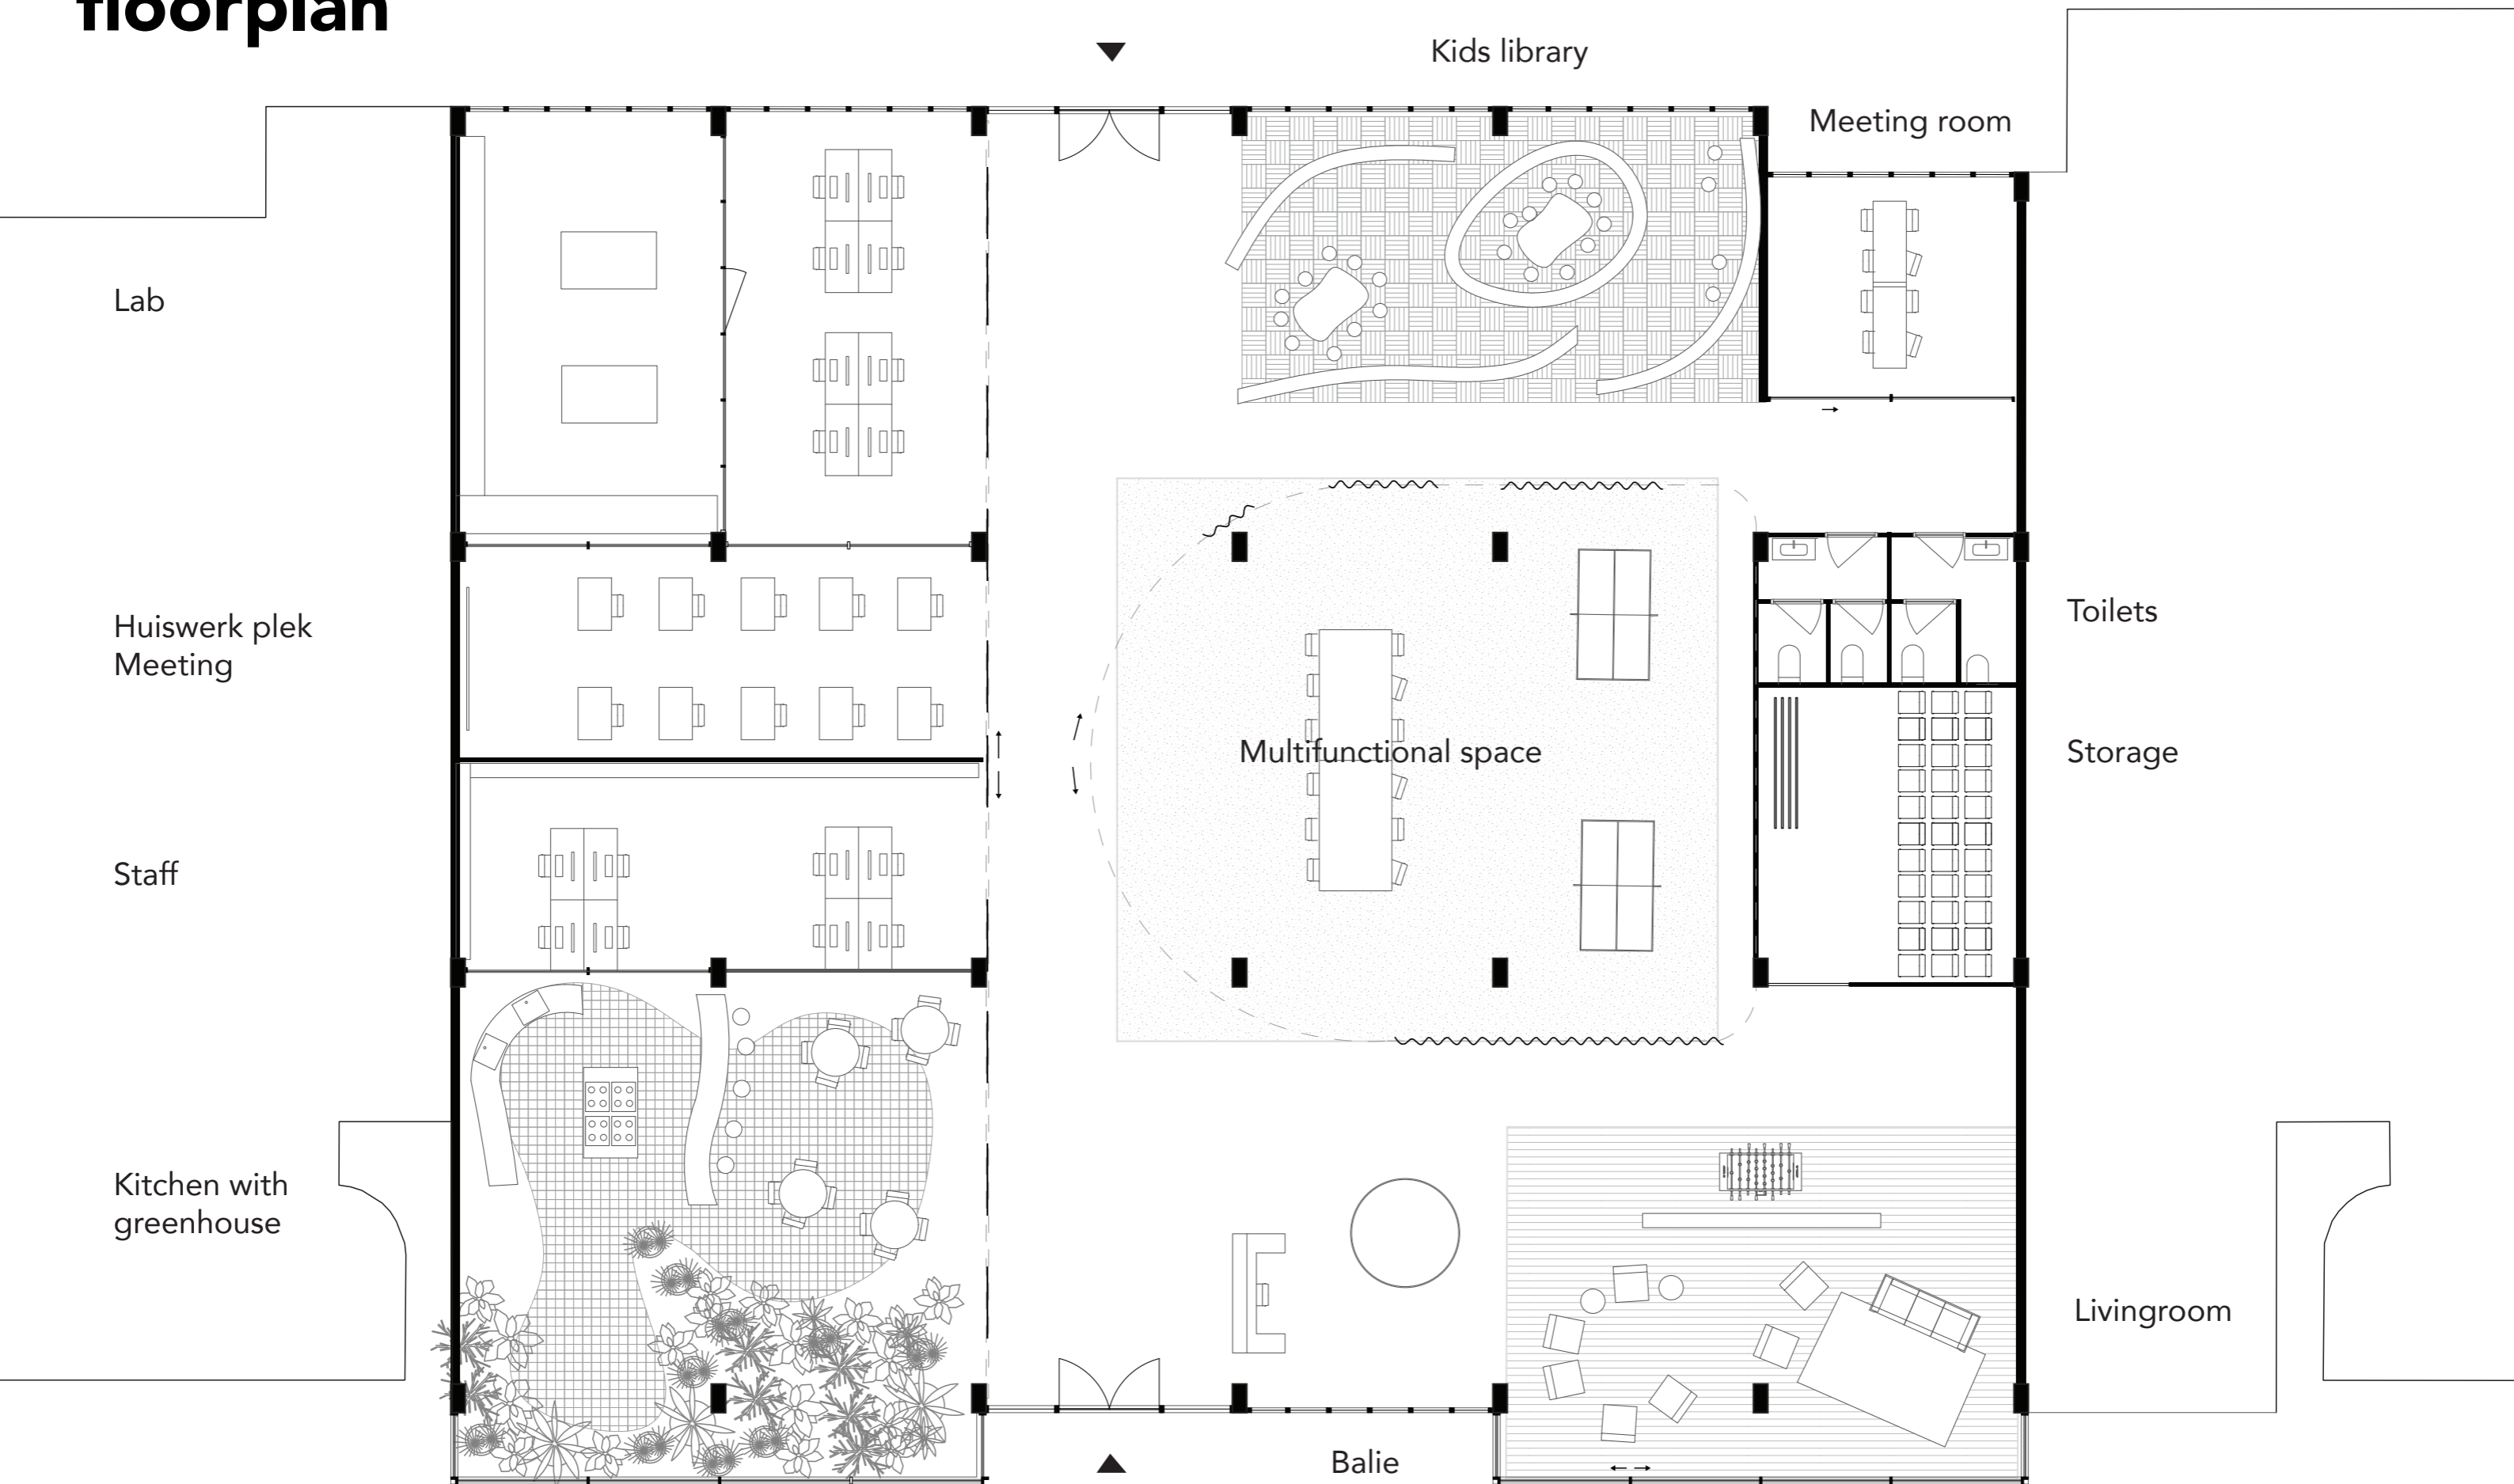 floorplan
Kids library
Meeting room
Lab
Huiswerk plek
Meeting
Toilets
Multifunctional space
Storage
Staff
Kitchen with
greenhouse
Livingroom
Balie